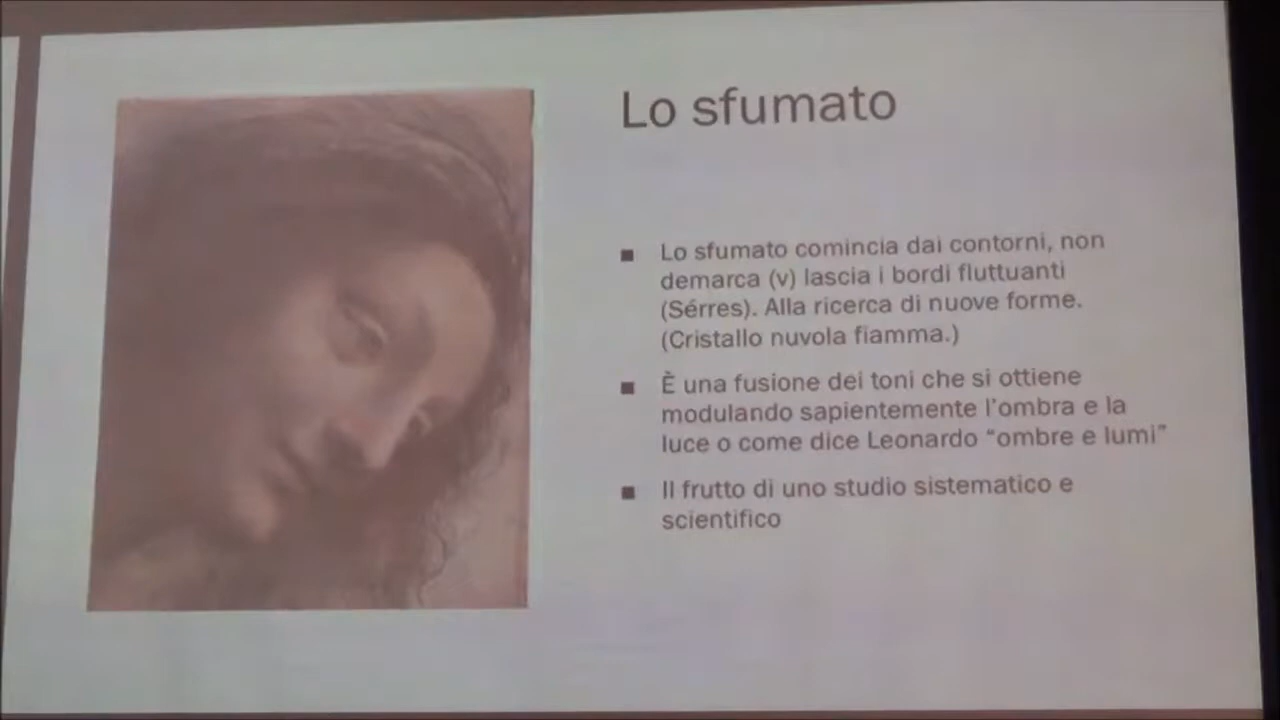 Lo sfumato
■ Lo sfumato comincia dai contorni, non
demarca (v) lascia i bordi fluttuanti
(Sérres). Alla ricerca di nuove forme.
(Cristallo nuvola fiamma.)
■ È una fusione dei toni che si ottiene
modulando sapientemente l'ombra e la
luce o come dice Leonardo "ombre e lumi"
■ Il frutto di uno studio sistematico e
scientifico